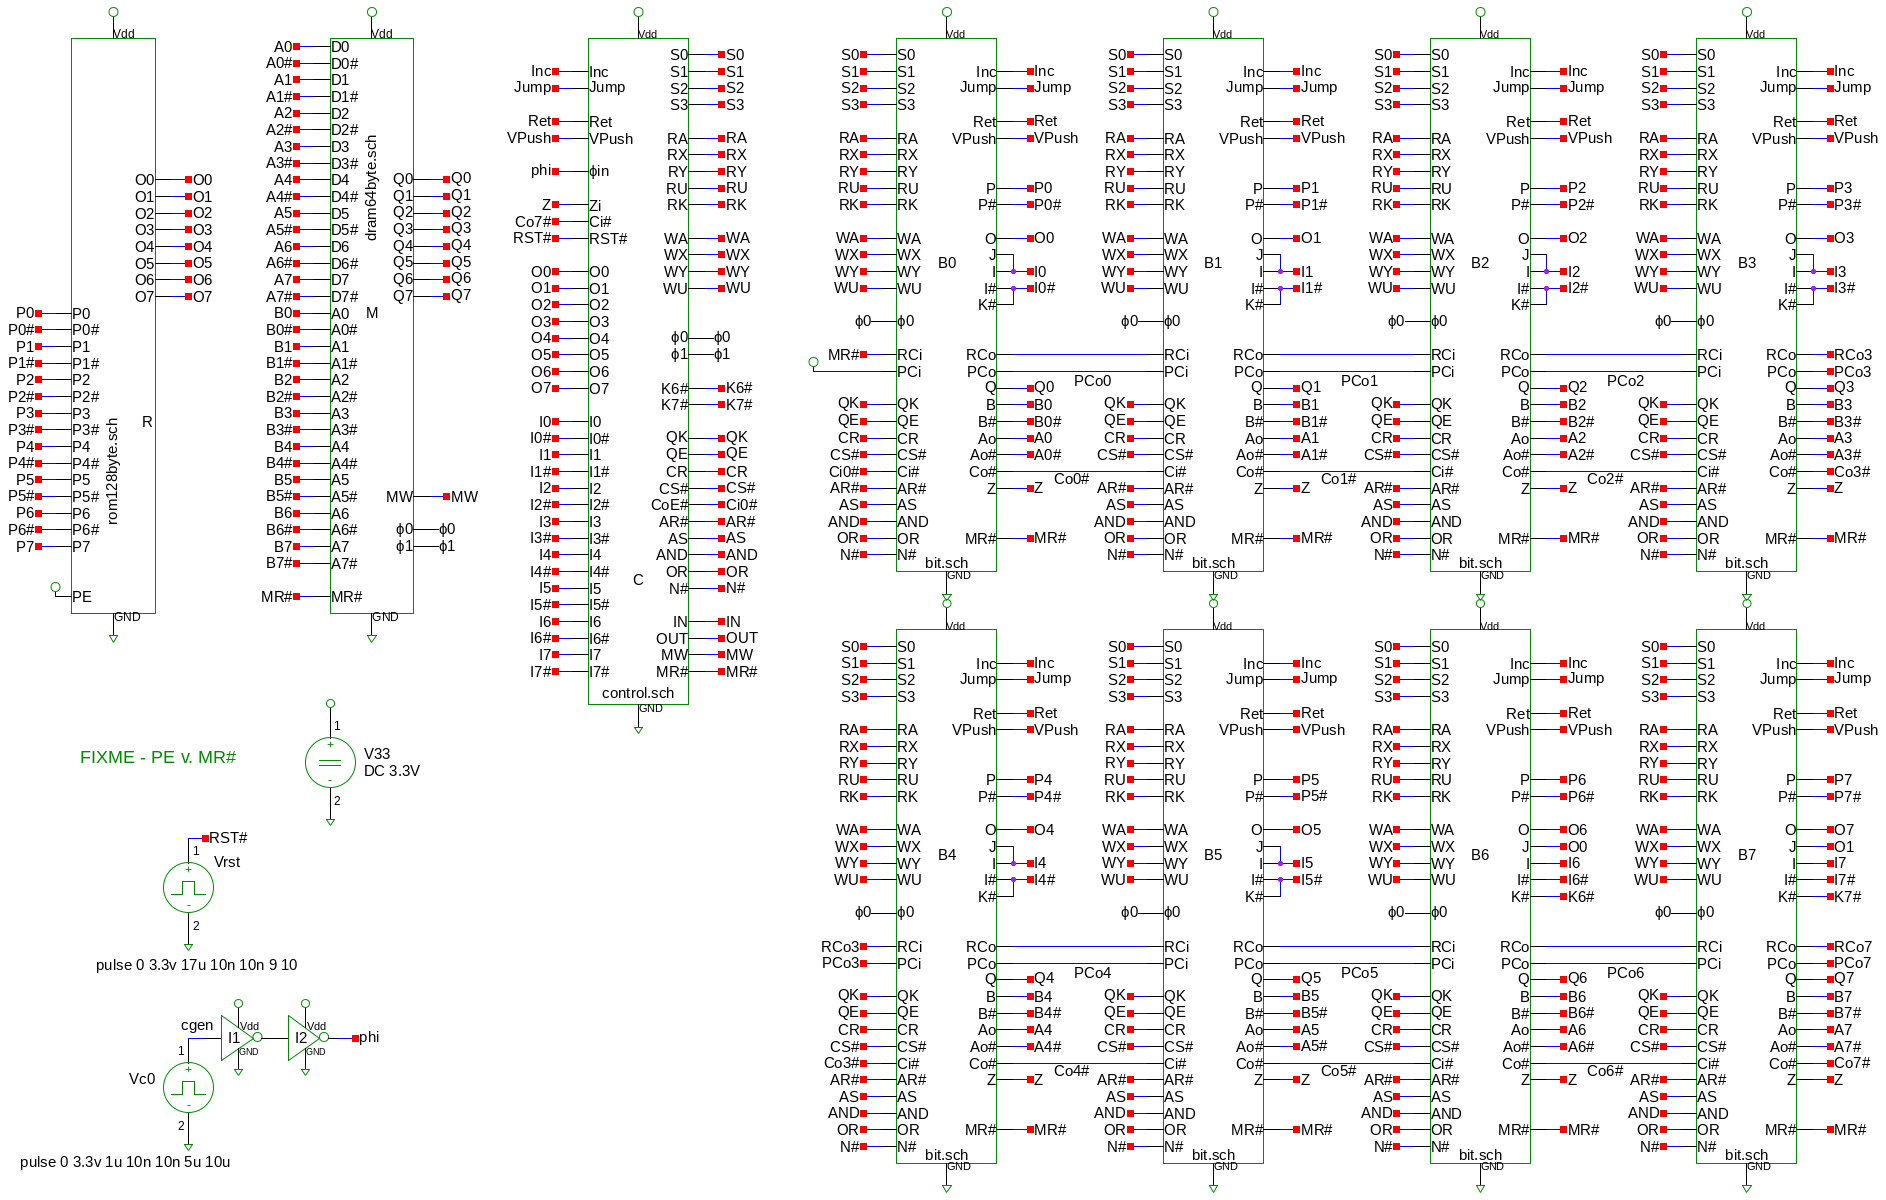 Vdd
O0 O0
O1 O1
O2 O2
O3 O3
O4 O4
O5 O5
O6 O6
O7 O7
P0 P0
P0# P0#
P1 P1
P1# P1#
P2 P2
P2# P2#
P3 P3
P3# P3#
P4 P4
P4# P4#
P5 P5
P5# P5#
P6 P6
P6# P6#
P7 P7
PE
R
rom128byte.sch
GND
Vdd
A0 D0
A0# D0#
A1 D1
A1# D1#
A2 D2
A2# D2#
A3 D3
A3# D3#
A4 D4 Q0 Q0
A4# D4# Q1 Q1
A5 D5 Q2 Q2
A5# D5# Q3 Q3
A6 D6 Q4 Q4
A6# D6# Q5 Q5
A7 D7 Q6 Q6
A7# D7# Q7 Q7
B0 A0 M
B0# A0#
B1 A1
B1# A1#
B2 A2
B2# A2#
B3 A3
B3# A3#
B4 A4
B4# A4#
B5 A5
B5# A5# MW MW
B6 A6
B6# A6# ϕ0 ϕ0
B7 A7 ϕ1 ϕ1
B7# A7#
MR# MR#
dram64byte.sch
GND
Vdd
S0 S0
Inc Inc S1 S1
Jump Jump S2 S2
S3 S3
Ret Ret
VPush VPush RA RA
RX RX
phi ϕin RY RY
RU RU
Z Zi RK RK
Co7# Ci#
RST# RST# WA WA
WX WX
O0 O0 WY WY
O1 O1 WU WU
O2 O2
O3 O3
O4 O4 ϕ0 ϕ0
O5 O5 ϕ1 ϕ1
O6 O6
O7 O7 K6# K6#
K7# K7#
I0 I0
I0# I0# QK QK
I1 I1 QE QE
I1# I1# CR CR
I2 I2 CS# CS#
I2# I2# CoE# Ci0#
I3 I3 AR# AR#
I3# I3# AS AS
I4 I4 AND AND
I4# I4# OR OR
I5 I5 C N# N#
I5# I5#
I6 I6 IN IN
I6# I6# OUT OUT
I7 I7 MW MW
I7# I7# MR# MR#
control.sch
GND
Vdd
S0 S0
S1 S1 Inc Inc
S2 S2 Jump Jump
S3 S3
Ret Ret
RA RA VPush VPush
RX RX
RY RY
RU RU P P0
RK RK P# P0#
WA WA O O0
WX WX J
B0
WY WY I I0
WU WU I# I0#
K#
ϕ0 ϕ0
MR# RCi RCo
PCi PCo PCo0
Q Q0
QK QK B B0
QE QE B# B0#
CR CR Ao A0
CS# CS# Ao# A0#
Ci0# Ci# Co# Co0#
AR# AR# Z Z
AS AS
AND AND
OR OR MR# MR#
N# N#
bit.sch
GND
Vdd
S0 S0
S1 S1 Inc Inc
S2 S2 Jump Jump
S3 S3
Ret Ret
RA RA VPush VPush
RX RX
RY RY
RU RU P P1
RK RK P# P1#
WA WA O O1
WX WX J
B1
WY WY I I1
WU WU I# I1#
K#
ϕ0 ϕ0
RCi RCo
PCi PCo PCo1
Q Q1
QK QK B B1
QE QE B# B1#
CR CR Ao A1
CS# CS# Ao# A1#
Ci# Co# Co1#
AR# AR# Z Z
AS AS
AND AND
OR OR MR# MR#
N# N#
bit.sch
GND
Vdd
S0 S0
S1 S1 Inc Inc
S2 S2 Jump Jump
S3 S3
Ret Ret
RA RA VPush VPush
RX RX
RY RY
RU RU P P2
RK RK P# P2#
WA WA O O2
WX WX J
B2
WY WY I I2
WU WU I# I2#
K#
ϕ0 ϕ0
RCi RCo
PCi PCo PCo2
Q Q2
QK QK B B2
QE QE B# B2#
CR CR Ao A2
CS# CS# Ao# A2#
Ci# Co# Co2#
AR# AR# Z Z
AS AS
AND AND
OR OR MR# MR#
N# N#
bit.sch
GND
Vdd
S0 S0
S1 S1 Inc Inc
S2 S2 Jump Jump
S3 S3
Ret Ret
RA RA VPush VPush
RX RX
RY RY
RU RU P P3
RK RK P# P3#
WA WA O O3
WX WX J
B3
WY WY I I3
WU WU I# I3#
K#
ϕ0 ϕ0
RCi RCo RCo3
PCi PCo PCo3
Q Q3
QK QK B B3
QE QE B# B3#
CR CR Ao A3
CS# CS# Ao# A3#
Ci# Co# Co3#
AR# AR# Z Z
AS AS
AND AND
OR OR MR# MR#
N# N#
bit.sch
GND
Vdd
S0 S0
S1 S1 Inc Inc
S2 S2 Jump Jump
S3 S3
Ret Ret
RA RA VPush VPush
RX RX
RY RY
RU RU P P4
RK RK P# P4#
WA WA O O4
WX WX J
B4
WY WY I I4
WU WU I# I4#
K#
ϕ0 ϕ0
RCo3 RCi RCo
PCo3 PCi PCo PCo4
Q Q4
QK QK B B4
QE QE B# B4#
CR CR Ao A4
CS# CS# Ao# A4#
Co3# Ci# Co# Co4#
AR# AR# Z Z
AS AS
AND AND
OR OR MR# MR#
N# N#
bit.sch
GND
Vdd
S0 S0
S1 S1 Inc Inc
S2 S2 Jump Jump
S3 S3
Ret Ret
RA RA VPush VPush
RX RX
RY RY
RU RU P P5
RK RK P# P5#
WA WA O O5
WX WX J
B5
WY WY I I5
WU WU I# I5#
K#
ϕ0 ϕ0
RCi RCo
PCi PCo PCo5
Q Q5
QK QK B B5
QE QE B# B5#
CR CR Ao A5
CS# CS# Ao# A5#
Ci# Co# Co5#
AR# AR# Z Z
AS AS
AND AND
OR OR MR# MR#
N# N#
bit.sch
GND
Vdd
S0 S0
S1 S1 Inc Inc
S2 S2 Jump Jump
S3 S3
Ret Ret
RA RA VPush VPush
RX RX
RY RY
RU RU P P6
RK RK P# P6#
WA WA O O6
WX WX J O0
B6
WY WY I I6
WU WU I# I6#
K# K6#
ϕ0 ϕ0
RCi RCo
PCi PCo PCo6
Q Q6
QK QK B B6
QE QE B# B6#
CR CR Ao A6
CS# CS# Ao# A6#
Ci# Co# Co6#
AR# AR# Z Z
AS AS
AND AND
OR OR MR# MR#
N# N#
bit.sch
GND
Vdd
S0 S0
S1 S1 Inc Inc
S2 S2 Jump Jump
S3 S3
Ret Ret
RA RA VPush VPush
RX RX
RY RY
RU RU P P7
RK RK P# P7#
WA WA O O7
WX WX J O1
B7
WY WY I I7
WU WU I# I7#
K# K7#
ϕ0 ϕ0
RCi RCo RCo7
PCi PCo PCo7
Q Q7
QK QK B B7
QE QE B# B7#
CR CR Ao A7
CS# CS# Ao# A7#
Ci# Co# Co7#
AR# AR# Z Z
AS AS
AND AND
OR OR MR# MR#
N# N#
bit.sch
GND
FIXME - PE v. MR#
1
+
V33
DC 3.3V
-
2
RST#
1
Vrst
+
-
2
pulse 0 3.3v 17u 10n 10n 9 10
cgen Vdd Vdd
I1 I2 phi
GND GND
1
+
Vc0
-
2
pulse 0 3.3v 1u 10n 10n 5u 10u